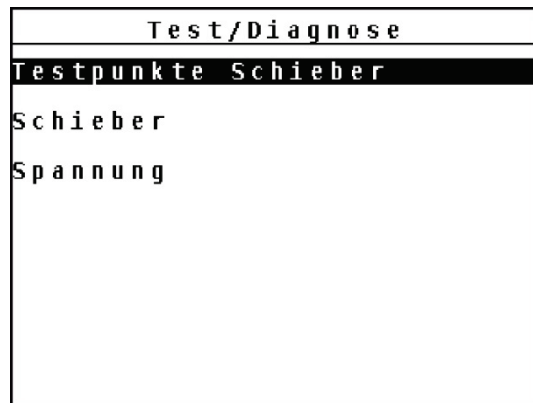 Test/Diagnose
Testpunkte Schieber
Schieber
Spannung